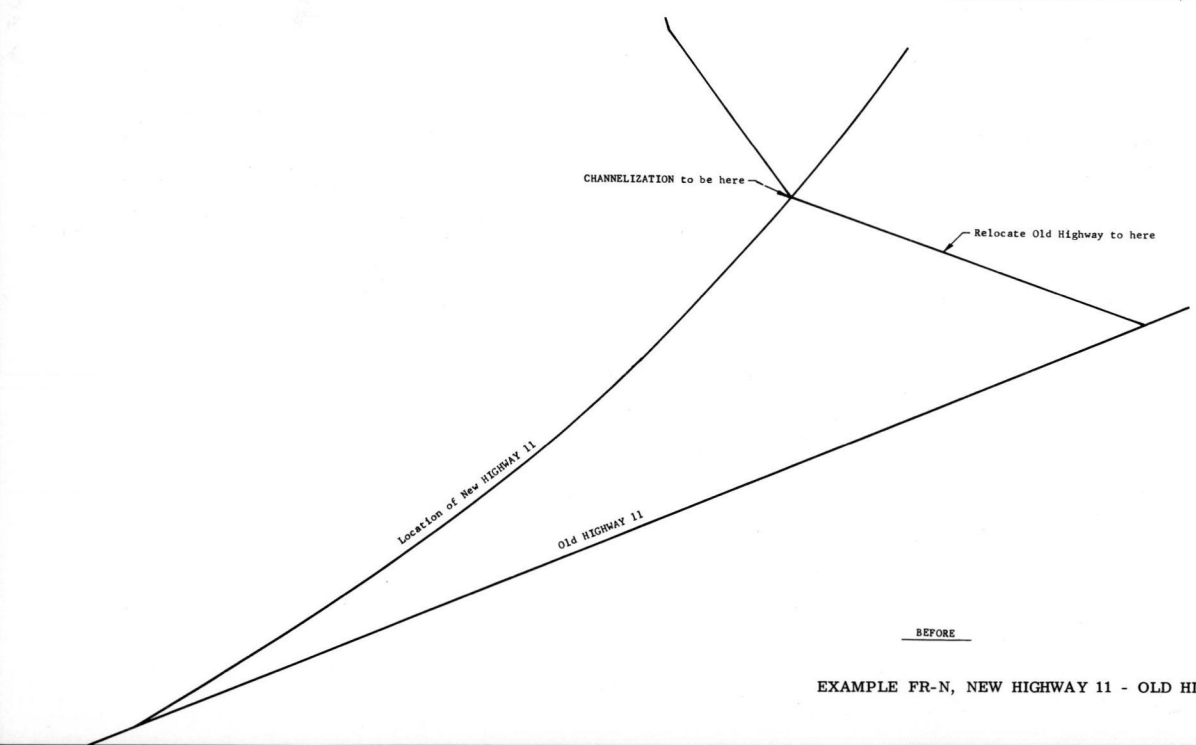 CHANNELIZATION to be here
Relocate Old Highway to here
Location of New HIGHWAY 11
Old HIGHWAY 11
BEFORE
EXAMPLE FR-N, NEW HIGHWAY 11 - OLD